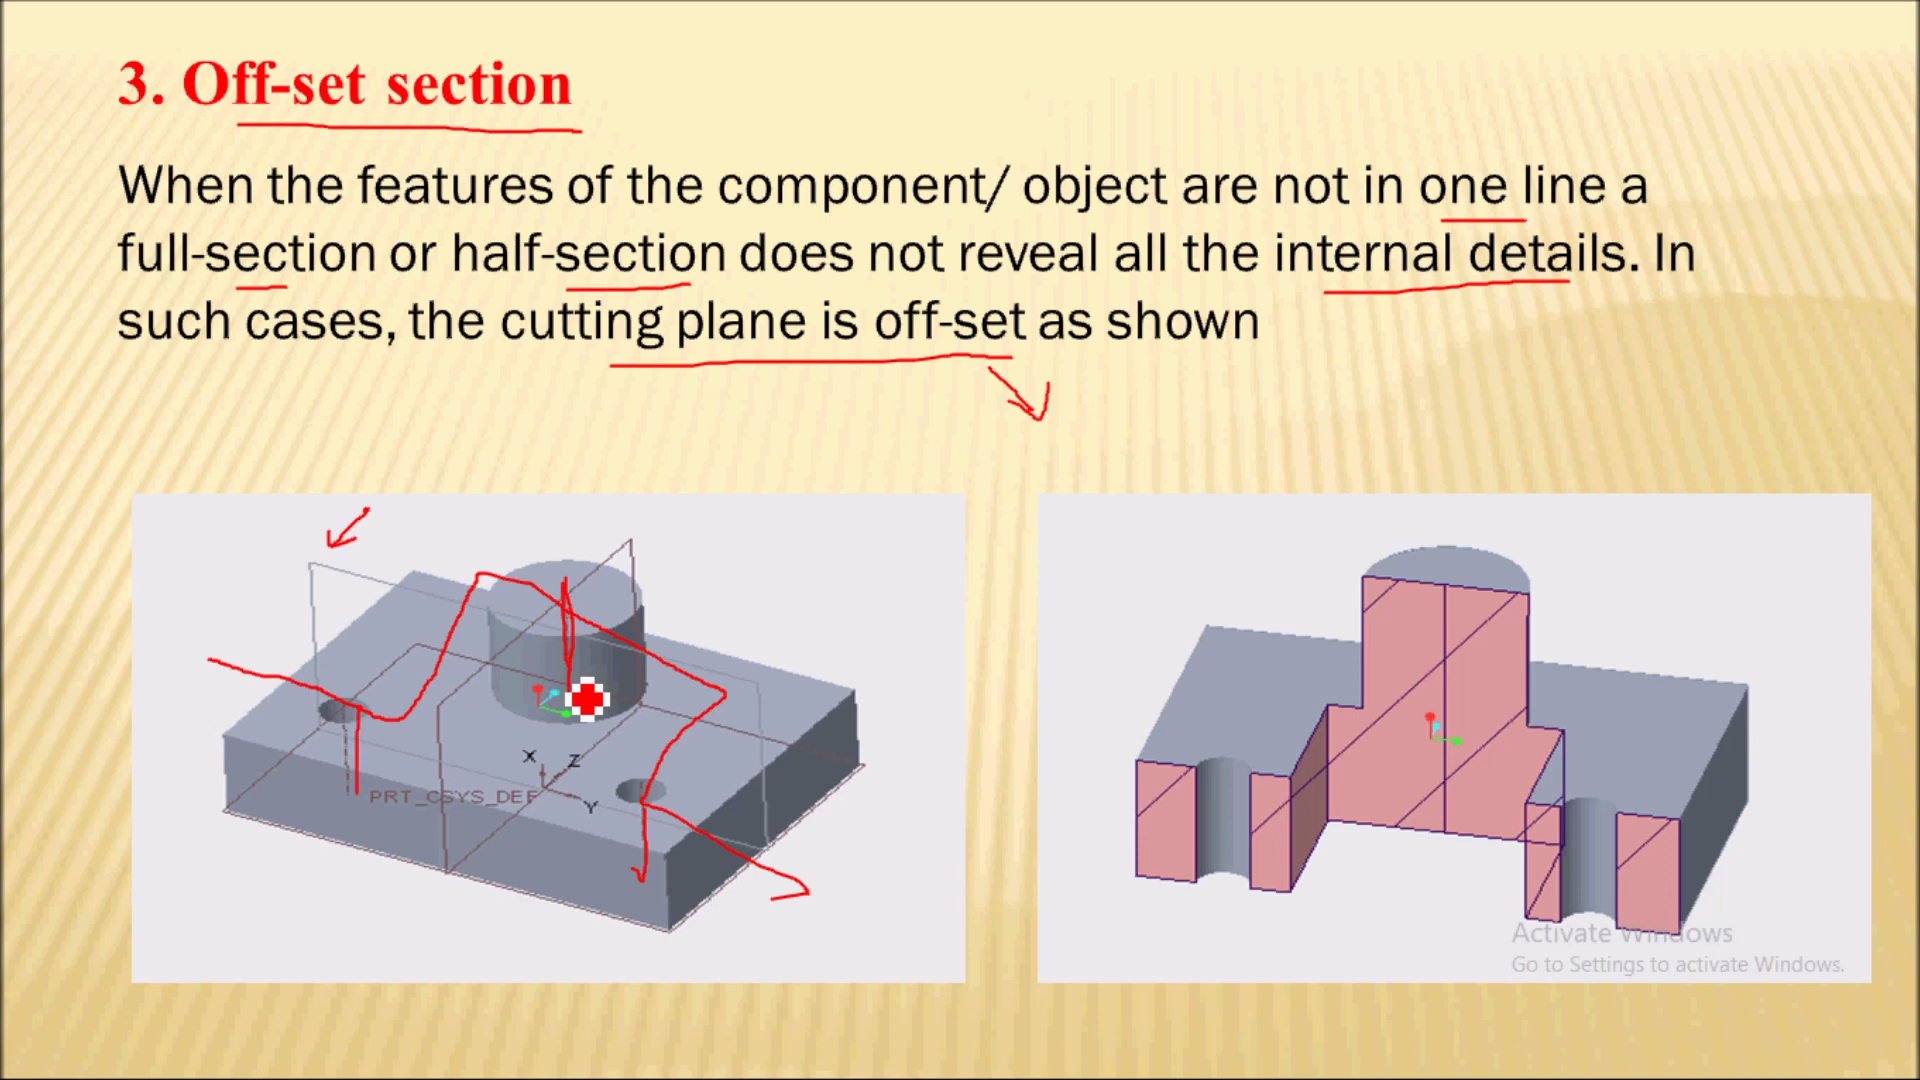 3. Off-set section
When the features of the component/ object are not in one line a
full-section or half-section does not reveal all the internal details. In
such cases, the cutting plane is off-set as shown
X
Z
PRT_CSYS_DEF
Y
Activate Windows
Go to Settings to activate Windows.